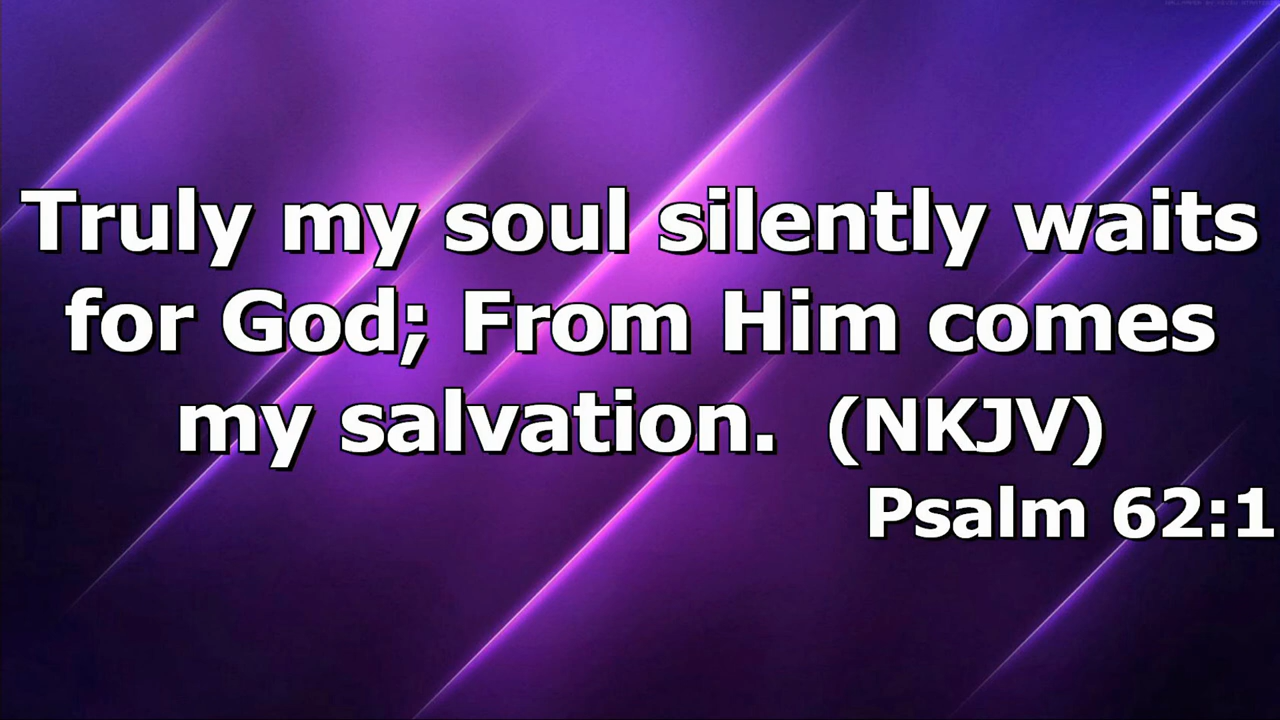 Truly my soul silently waits
for God; From Him comes
my salvation.  (NKJV)
Psalm 62:1